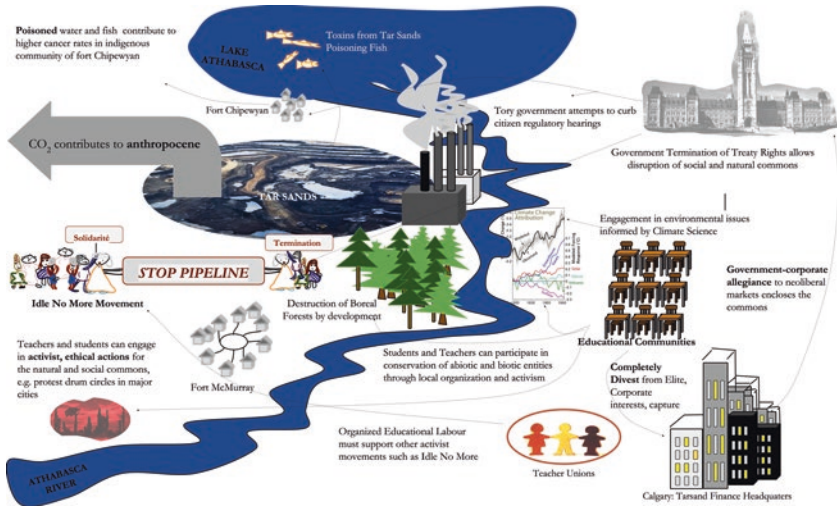 Poisoned water and fish contribute to
higher cancer rates in indigenous
community of fort Chipewyan
LAKE
ATHABASCA
Toxins from Tar Sands
Poisoning Fish
Fort Chipewyan
Tory government attempts to curb
citizen regulatory hearings
Government Termination of Treaty Rights allows
disruption of social and natural commons
CO2 contributes to anthropocene
TAR SANDS
Climate Change
Attribution
Engagement in environmental issues
informed by Climate Science
Solidarité
Termination
STOP PIPELINE
Idle No More Movement
Destruction of Boreal
Forests by development
Government-corporate
allegiance to neoliberal
markets encloses the
commons
Educational Communities
Teachers and students can engage
in activist, ethical actions for
the natural and social commons,
e.g. protest drum circles in major
cities
Fort McMurray
Students and Teachers can participate in
conservation of abiotic and biotic entities
through local organization and activism
Completely
Divest from Elite,
Corporate
interests, capture
Organized Educational Labour
must support other activist
movements such as Idle No More
Teacher Unions
ATHABASCA
RIVER
Calgary: Tarsand Finance Headquaters